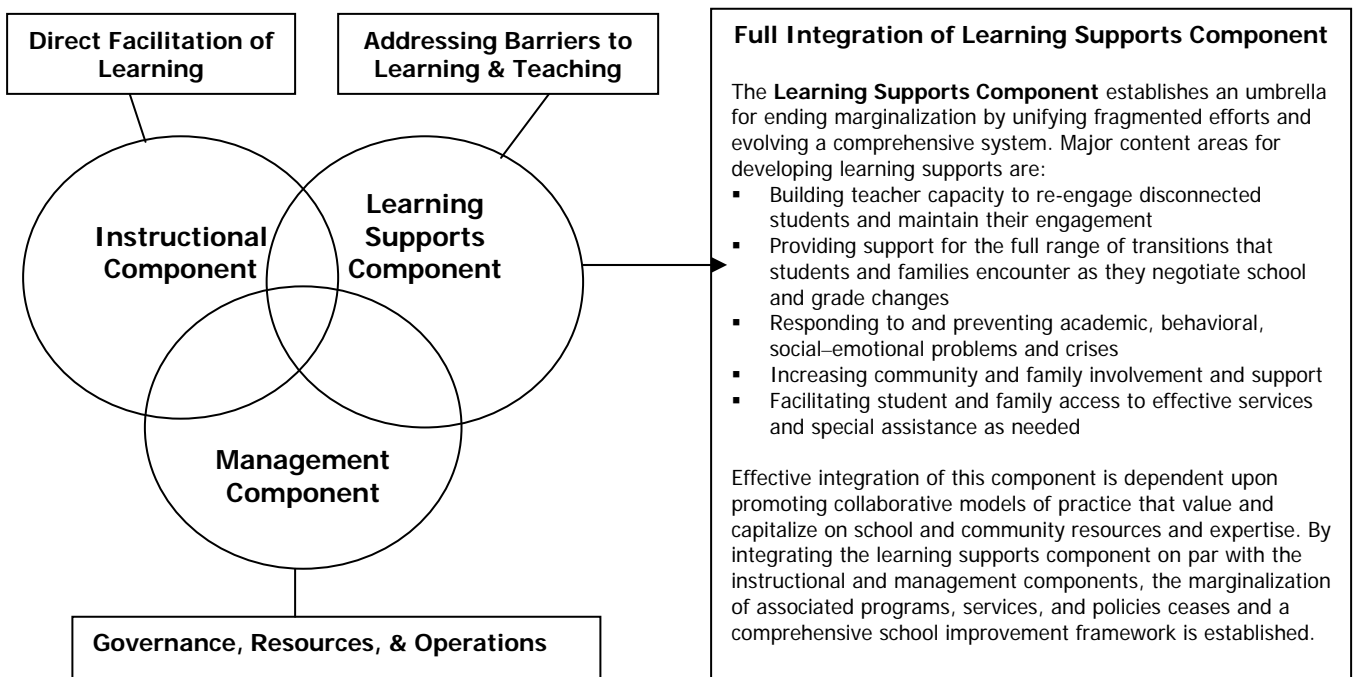 Direct Facilitation of
Learning
Addressing Barriers to
Learning & Teaching
Instructional
Component
Learning
Supports
Component
Management
Component
Governance, Resources, & Operations
Full Integration of Learning Supports Component
The Learning Supports Component establishes an umbrella
for ending marginalization by unifying fragmented efforts and
evolving a comprehensive system. Major content areas for
developing learning supports are:
▪ Building teacher capacity to re-engage disconnected
students and maintain their engagement
▪ Providing support for the full range of transitions that
students and families encounter as they negotiate school
and grade changes
▪ Responding to and preventing academic, behavioral,
social–emotional problems and crises
▪ Increasing community and family involvement and support
▪ Facilitating student and family access to effective services
and special assistance as needed
Effective integration of this component is dependent upon
promoting collaborative models of practice that value and
capitalize on school and community resources and expertise. By
integrating the learning supports component on par with the
instructional and management components, the marginalization
of associated programs, services, and policies ceases and a
comprehensive school improvement framework is established.